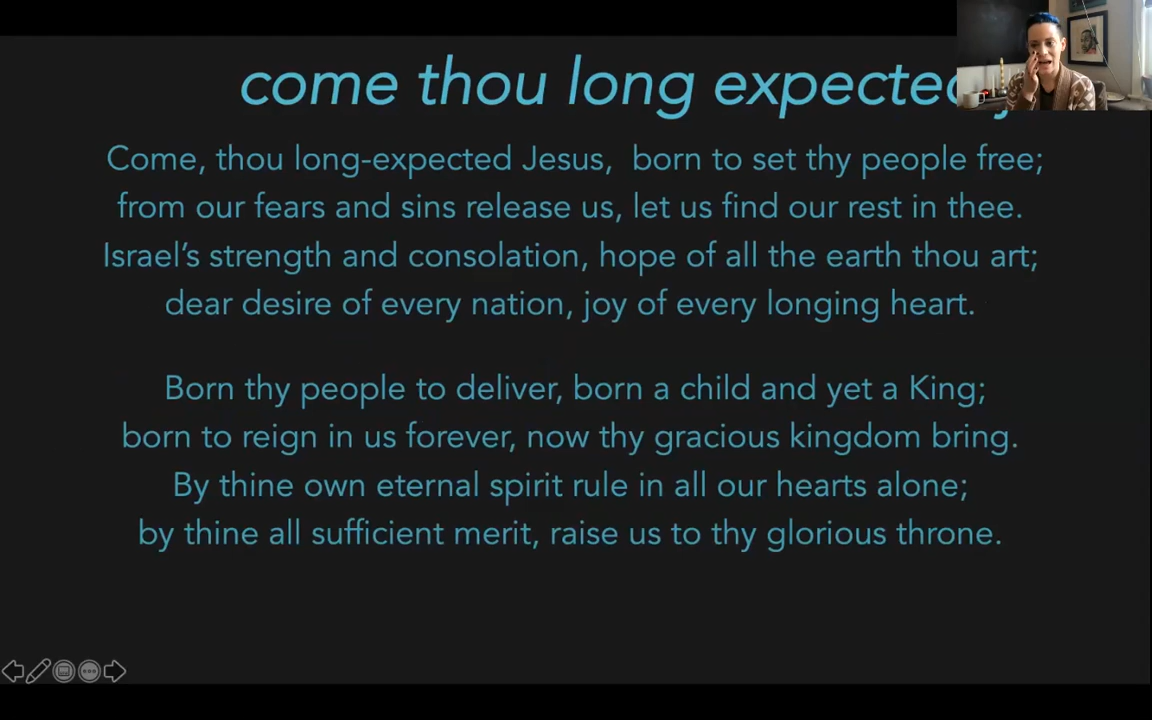 come thou long expected
Come, thou long-expected Jesus, born to set thy people free;
from our fears and sins release us, let us find our rest in thee.
Israel’s strength and consolation, hope of all the earth thou art;
dear desire of every nation, joy of every longing heart.
Born thy people to deliver, born a child and yet a King;
born to reign in us forever, now thy gracious kingdom bring.
By thine own eternal spirit rule in all our hearts alone;
by thine all sufficient merit, raise us to thy glorious throne.